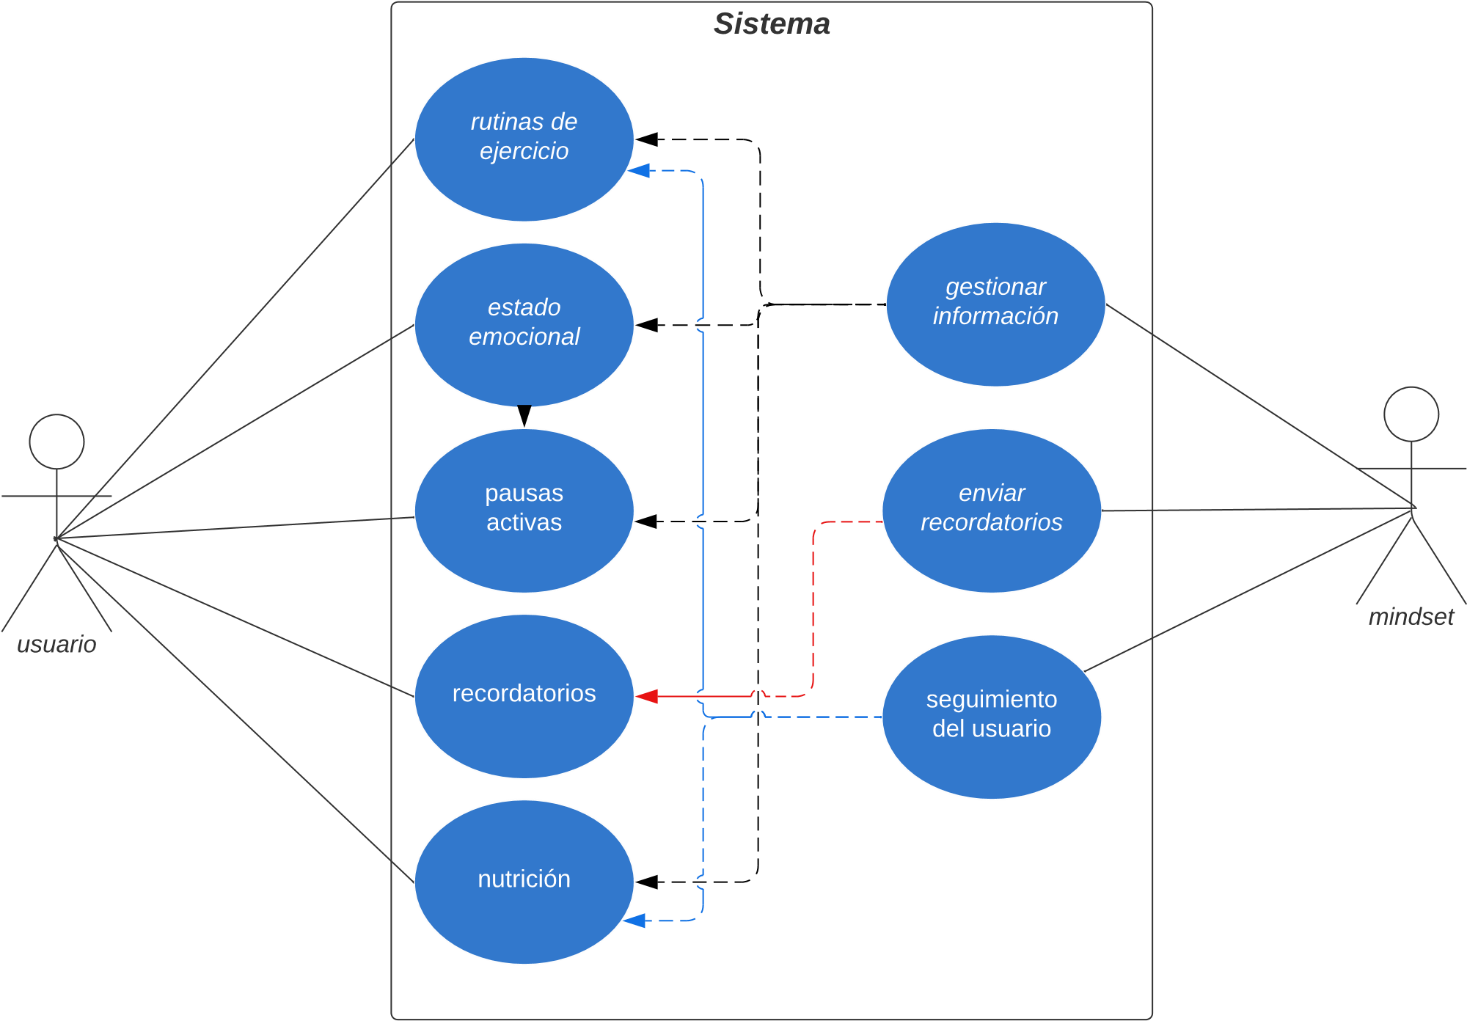 Sistema
rutinas de
ejercicio
estado
emocional
pausas
activas
recordatorios
nutrición
gestionar
información
enviar
recordatorios
seguimiento
del usuario
usuario
mindset